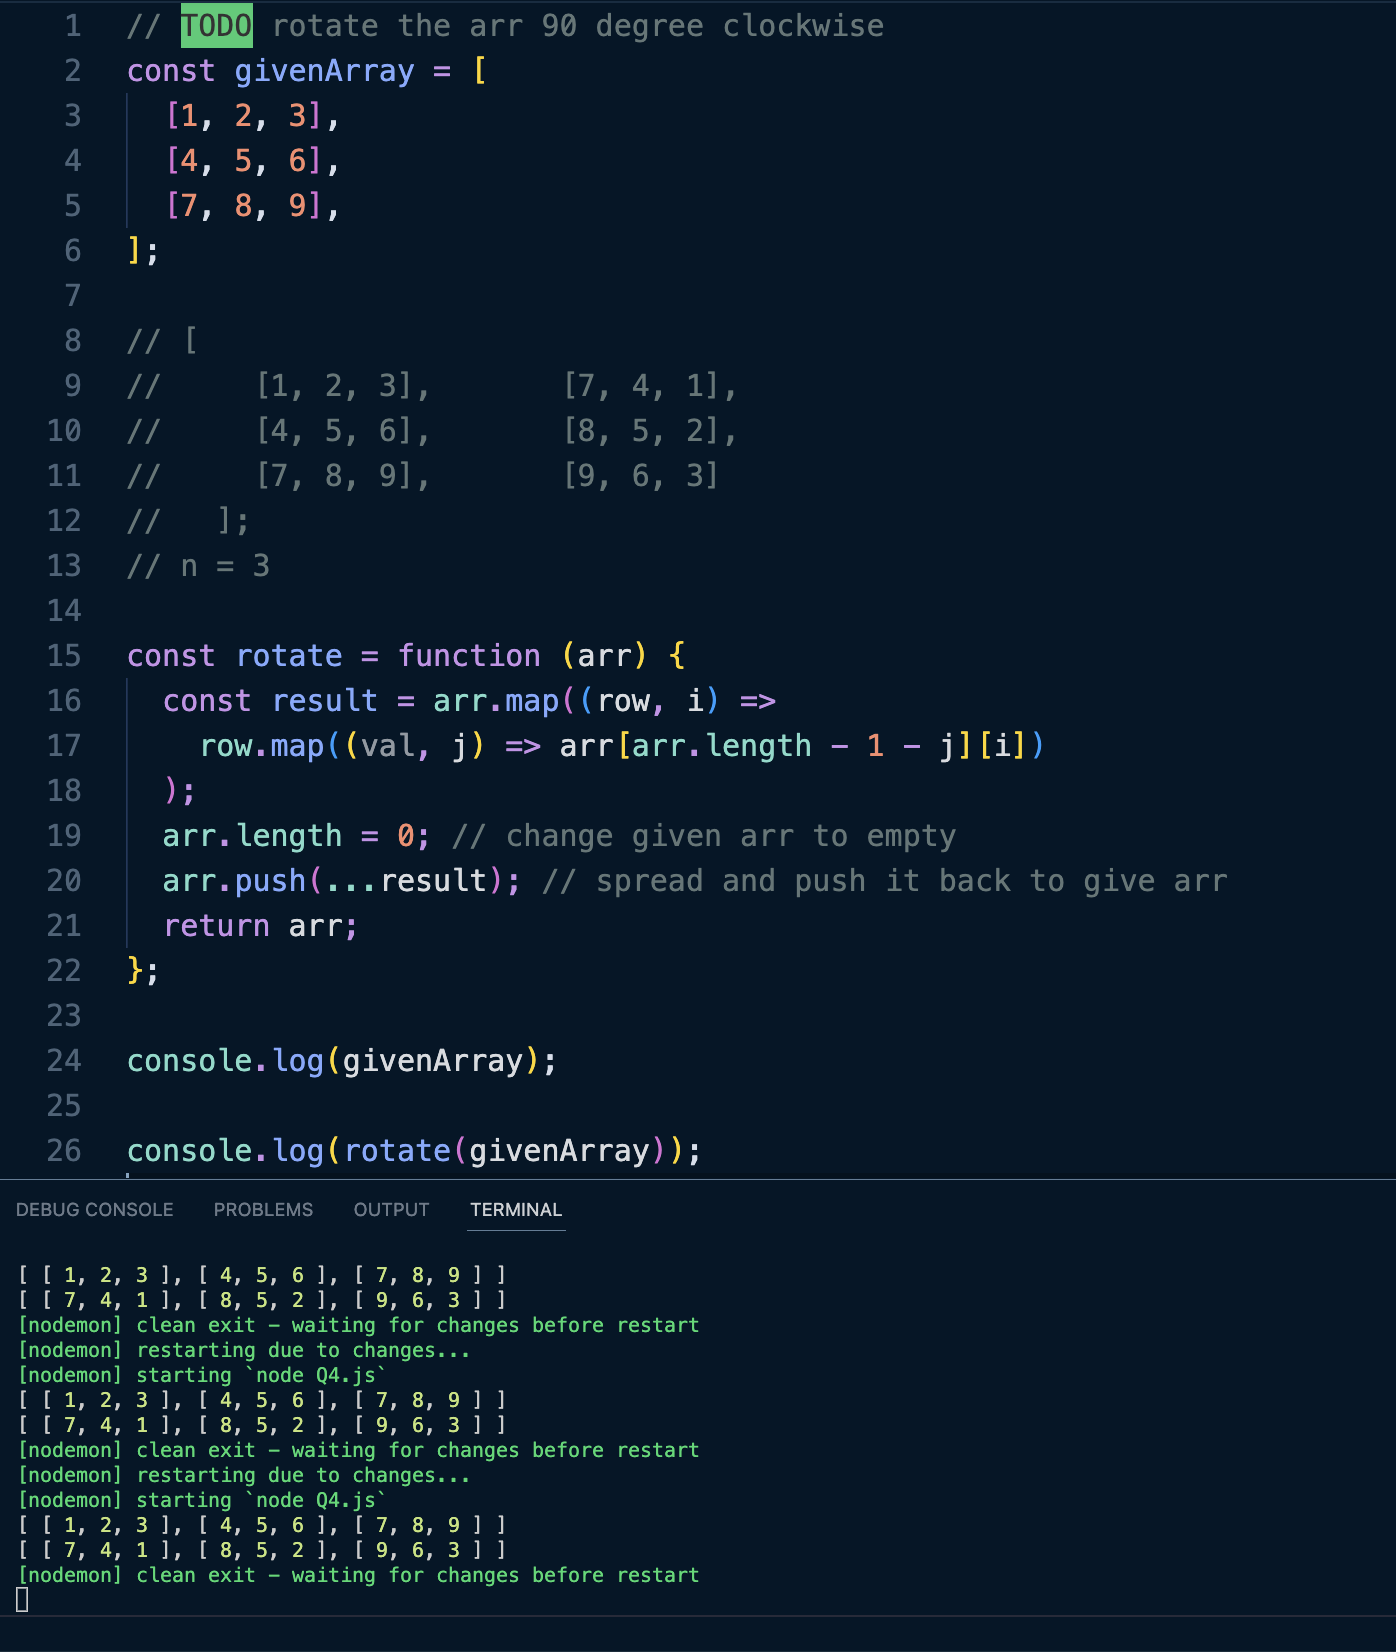 1 // TODO rotate the arr 90 degree clockwise
2 const givenArray = [
3   [1, 2, 3],
4   [4, 5, 6],
5   [7, 8, 9],
6 ];
7
8 // [
9 //     [1, 2, 3],       [7, 4, 1],
10 //     [4, 5, 6],       [8, 5, 2],
11 //     [7, 8, 9],       [9, 6, 3]
12 //   ];
13 // n = 3
14
15 const rotate = function (arr) {
16   const result = arr.map((row, i) =>
17     row.map((val, j) => arr[arr.length - 1 - j][i])
18   );
19   arr.length = 0; // change given arr to empty
20   arr.push(...result); // spread and push it back to give arr
21   return arr;
22 };
23
24 console.log(givenArray);
25
26 console.log(rotate(givenArray));
DEBUG CONSOLE PROBLEMS OUTPUT TERMINAL
[ [ 1, 2, 3 ], [ 4, 5, 6 ], [ 7, 8, 9 ] ]
[ [ 7, 4, 1 ], [ 8, 5, 2 ], [ 9, 6, 3 ] ]
[nodemon] clean exit - waiting for changes before restart
[nodemon] restarting due to changes...
[nodemon] starting `node Q4.js`
[ [ 1, 2, 3 ], [ 4, 5, 6 ], [ 7, 8, 9 ] ]
[ [ 7, 4, 1 ], [ 8, 5, 2 ], [ 9, 6, 3 ] ]
[nodemon] clean exit - waiting for changes before restart
[nodemon] restarting due to changes...
[nodemon] starting `node Q4.js`
[ [ 1, 2, 3 ], [ 4, 5, 6 ], [ 7, 8, 9 ] ]
[ [ 7, 4, 1 ], [ 8, 5, 2 ], [ 9, 6, 3 ] ]
[nodemon] clean exit - waiting for changes before restart